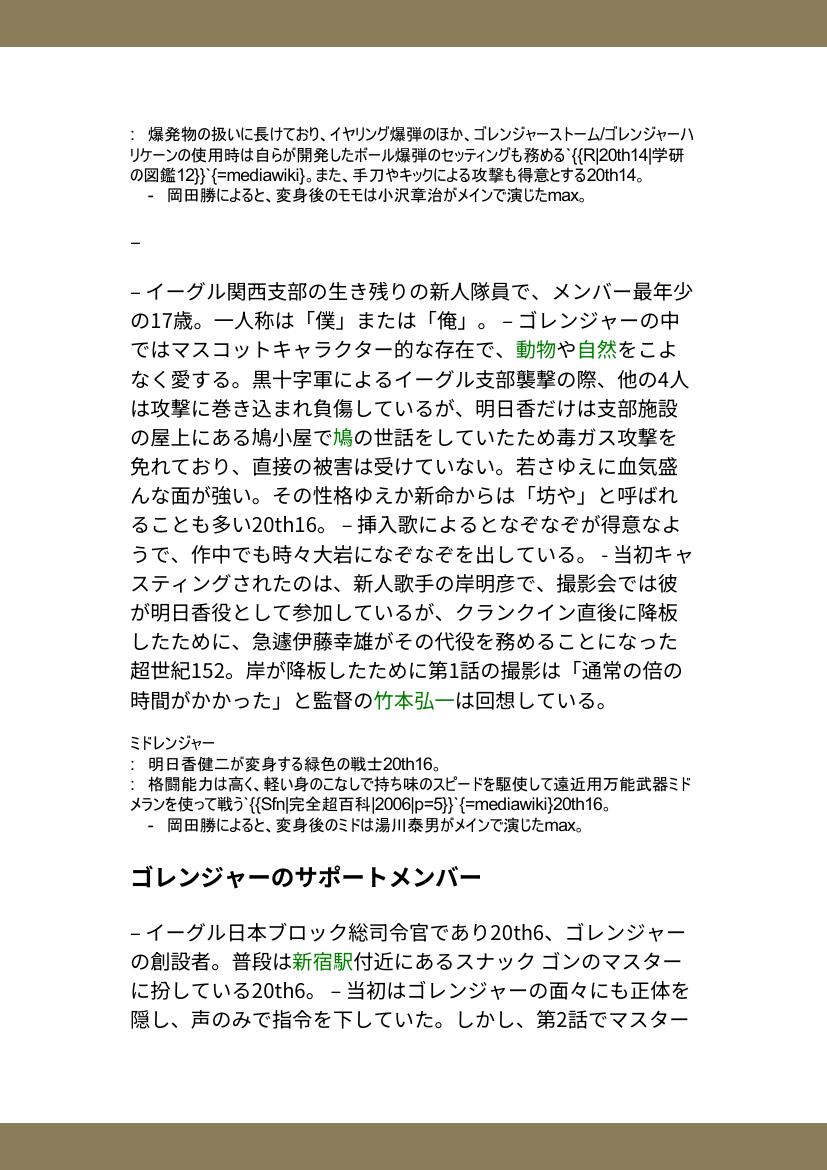 :　爆発物の扱いに長けており、イヤリング爆弾のほか、ゴレンジャーストーム/ゴレンジャーハ
リケーンの使用時は自らが開発したボール爆弾のセッティングも務める`{{R|20th14|学研
の図鑑12}}`{=mediawiki}。また、手刀やキックによる攻撃も得意とする20th14。
- 岡田勝によると、変身後のモモは小沢章治がメインで演じたmax。
–
– イーグル関西支部の生き残りの新人隊員で、メンバー最年少
の17歳。一人称は「僕」または「俺」。 – ゴレンジャーの中
ではマスコットキャラクター的な存在で、動物や自然をこよ
なく愛する。黒十字軍によるイーグル支部襲撃の際、他の4人
は攻撃に巻き込まれ負傷しているが、明日香だけは支部施設
の屋上にある鳩小屋で鳩の世話をしていたため毒ガス攻撃を
免れており、直接の被害は受けていない。若さゆえに血気盛
んな面が強い。その性格ゆえか新命からは「坊や」と呼ばれ
ることも多い20th16。 – 挿入歌によるとなぞなぞが得意なよ
うで、作中でも時々大岩になぞなぞを出している。 - 当初キャ
スティングされたのは、新人歌手の岸明彦で、撮影会では彼
が明日香役として参加しているが、クランクイン直後に降板
したために、急遽伊藤幸雄がその代役を務めることになった
超世紀152。岸が降板したために第1話の撮影は「通常の倍の
時間がかかった」と監督の竹本弘一は回想している。
ミドレンジャー
:　明日香健二が変身する緑色の戦士20th16。
:　格闘能力は高く、軽い身のこなしで持ち味のスピードを駆使して遠近用万能武器ミド
メランを使って戦う`{{Sfn|完全超百科|2006|p=5}}`{=mediawiki}20th16。
- 岡田勝によると、変身後のミドは湯川泰男がメインで演じたmax。
ゴレンジャーのサポートメンバー
– イーグル日本ブロック総司令官であり20th6、ゴレンジャー
の創設者。普段は新宿駅付近にあるスナック ゴンのマスター
に扮している20th6。 – 当初はゴレンジャーの面々にも正体を
隠し、声のみで指令を下していた。しかし、第2話でマスター